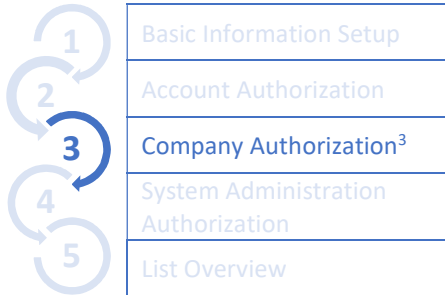 1 Basic Information Setup
2 Account Authorization
3 Company Authorization³
4 System Administration
Authorization
5 List Overview